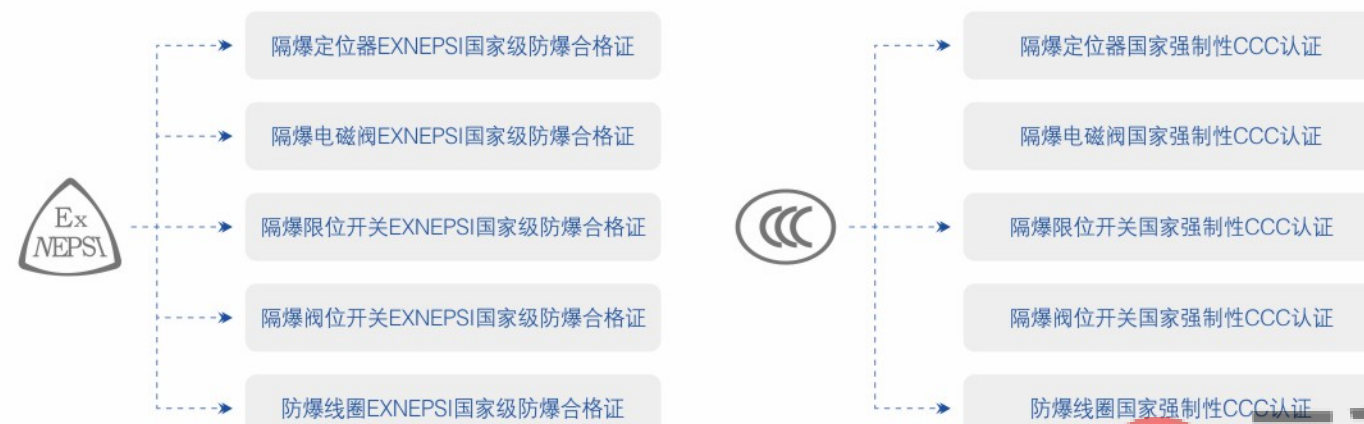 隔爆定位器EXNEPSI国家级防爆合格证
隔爆电磁阀EXNEPSI国家级防爆合格证
Ex
NEPSI
隔爆限位开关EXNEPSI国家级防爆合格证
隔爆阀位开关EXNEPSI国家级防爆合格证
防爆线圈EXNEPSI国家级防爆合格证
隔爆定位器国家强制性CCC认证
隔爆电磁阀国家强制性CCC认证
CCC
隔爆限位开关国家强制性CCC认证
隔爆阀位开关国家强制性CCC认证
防爆线圈国家强制性CCC认证